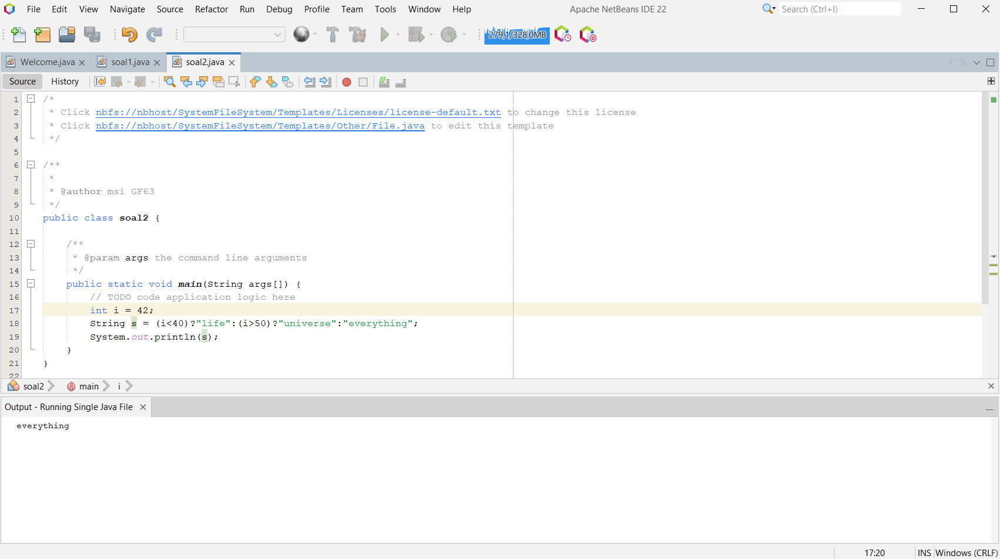 File Edit View Navigate Source Refactor Run Debug Profile Team Tools Window Help Apache NetBeans IDE 22 Search (Ctrl+I)
279,1/328,0MB
Welcome.java soal1.java soal2.java
Source History
1 /*
2 * Click nbfs://nbhost/SystemFileSystem/Templates/Licenses/license-default.txt to change this license
3 * Click nbfs://nbhost/SystemFileSystem/Templates/Other/File.java to edit this template
4 */
5
6 /**
7 *
8 * @author msi GF63
9 */
10 public class soal2 {
11
12 /**
13 * @param args the command line arguments
14 */
15 public static void main(String args[]) {
16 // TODO code application logic here
17 int i = 42;
18 String s = (i<40)?"life":(i>50)?"universe":"everything";
19 System.out.println(s);
20 }
21 }
22
soal2 main i
Output - Running Single Java File
everything
17:20 INS Windows (CRLF)